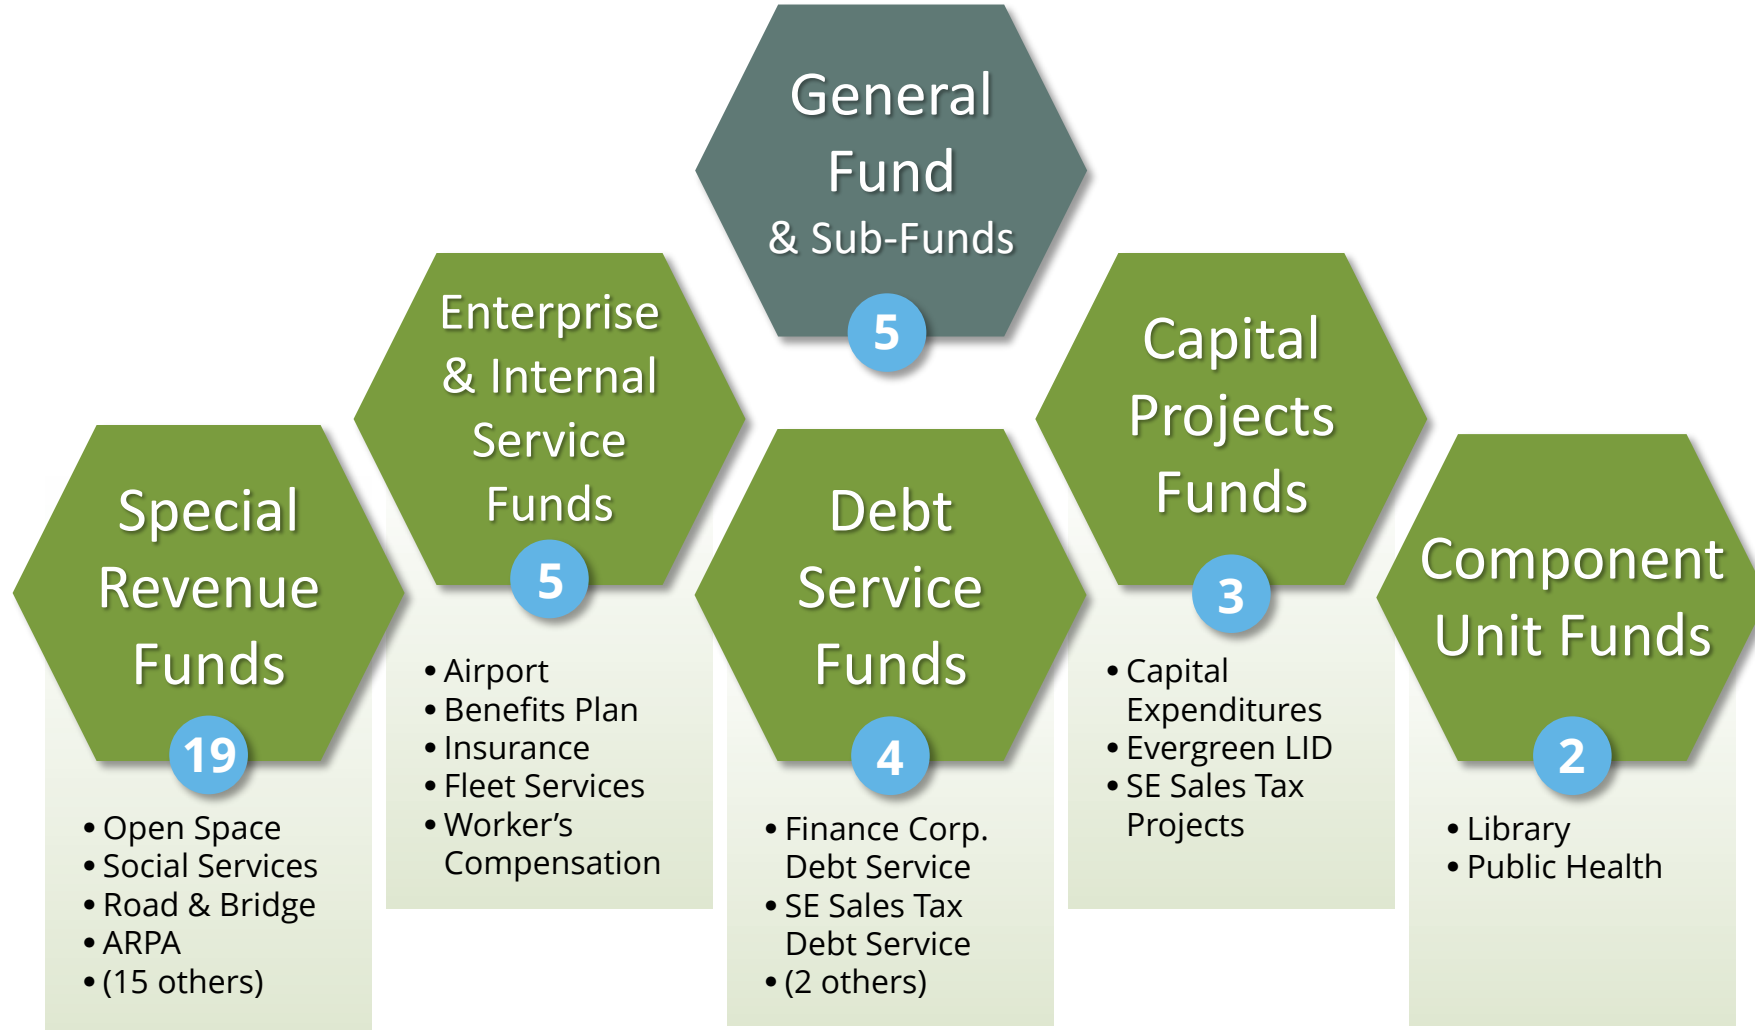 General
Fund
& Sub-Funds
5
Enterprise
& Internal
Service
Funds
5
• Airport
• Benefits Plan
• Insurance
• Fleet Services
• Worker’s
Compensation
Capital
Projects
Funds
3
• Capital
Expenditures
• Evergreen LID
• SE Sales Tax
Projects
Special
Revenue
Funds
19
• Open Space
• Social Services
• Road & Bridge
• ARPA
• (15 others)
Debt
Service
Funds
4
• Finance Corp.
Debt Service
• SE Sales Tax
Debt Service
• (2 others)
Component
Unit Funds
2
• Library
• Public Health